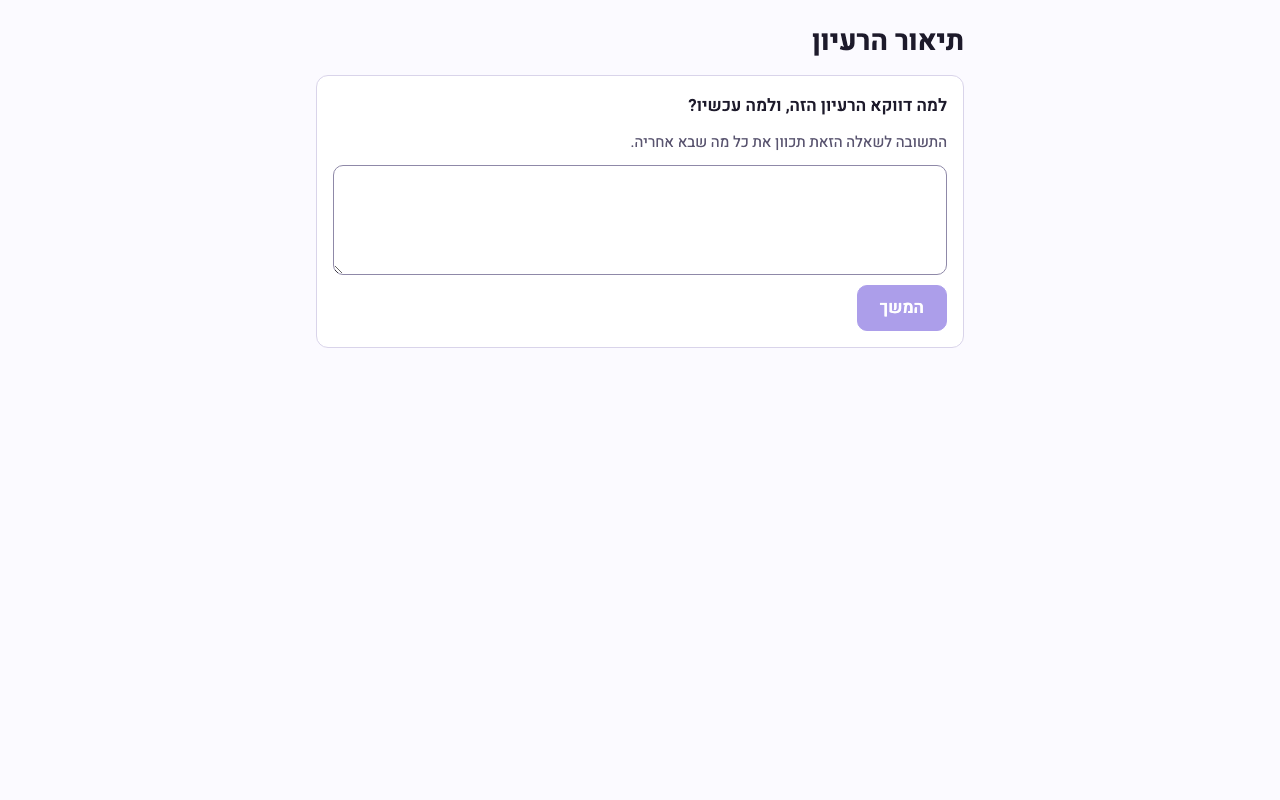 תיאור הרעיון
למה דווקא הרעיון הזה, ולמה עכשיו?
התשובה לשאלה הזאת תכוון את כל מה שבא אחריה.
המשך